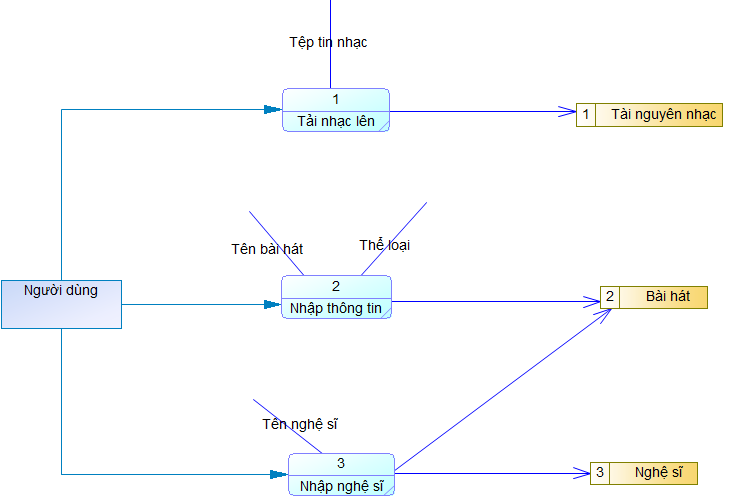 Tệp tin nhạc
1
Tải nhạc lên
1 Tài nguyên nhạc
Tên bài hát
Thể loại
Người dùng
2
Nhập thông tin
2 Bài hát
Tên nghệ sĩ
3
Nhập nghệ sĩ
3 Nghệ sĩ